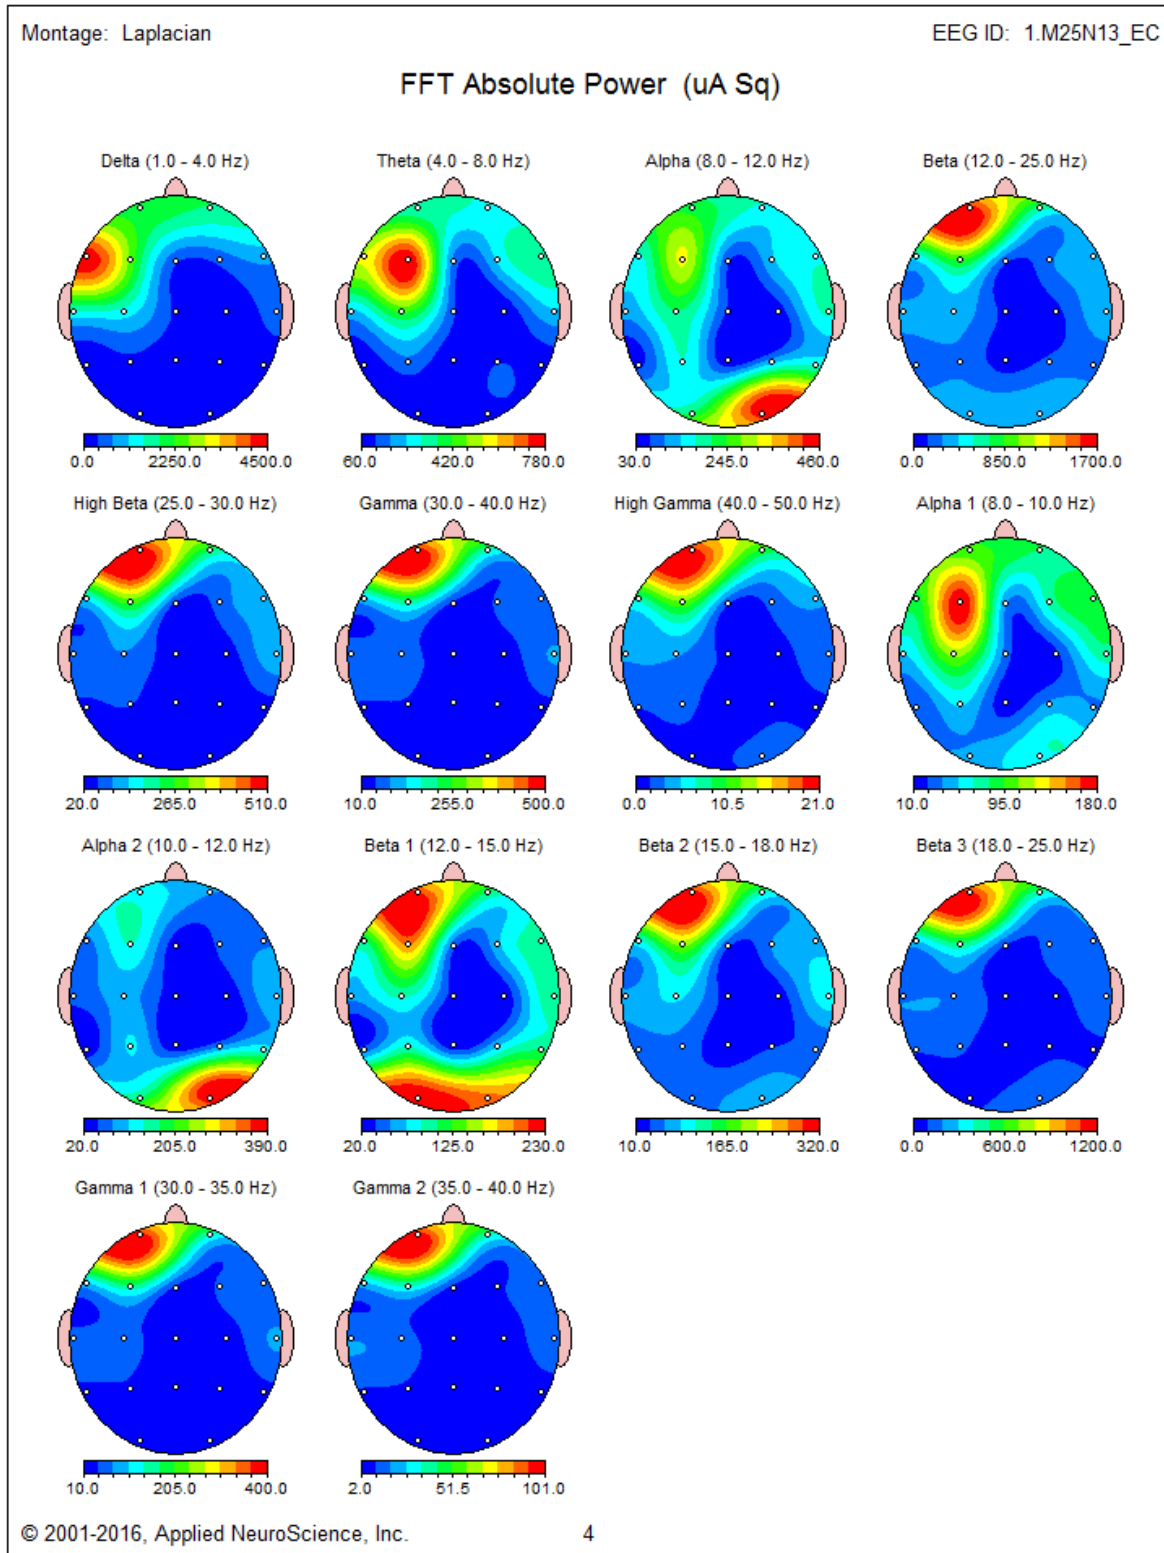 Montage: Laplacian EEG ID: 1.M25N13_EC
FFT Absolute Power (uA Sq)
Delta (1.0 - 4.0 Hz) Theta (4.0 - 8.0 Hz) Alpha (8.0 - 12.0 Hz) Beta (12.0 - 25.0 Hz)
0.0 2250.0 4500.0 60.0 420.0 780.0 30.0 245.0 460.0 0.0 850.0 1700.0
High Beta (25.0 - 30.0 Hz) Gamma (30.0 - 40.0 Hz) High Gamma (40.0 - 50.0 Hz) Alpha 1 (8.0 - 10.0 Hz)
20.0 265.0 510.0 10.0 255.0 500.0 0.0 10.5 21.0 10.0 95.0 180.0
Alpha 2 (10.0 - 12.0 Hz) Beta 1 (12.0 - 15.0 Hz) Beta 2 (15.0 - 18.0 Hz) Beta 3 (18.0 - 25.0 Hz)
20.0 205.0 390.0 20.0 125.0 230.0 10.0 165.0 320.0 0.0 600.0 1200.0
Gamma 1 (30.0 - 35.0 Hz) Gamma 2 (35.0 - 40.0 Hz)
10.0 205.0 400.0 2.0 51.5 101.0
© 2001-2016, Applied NeuroScience, Inc. 4